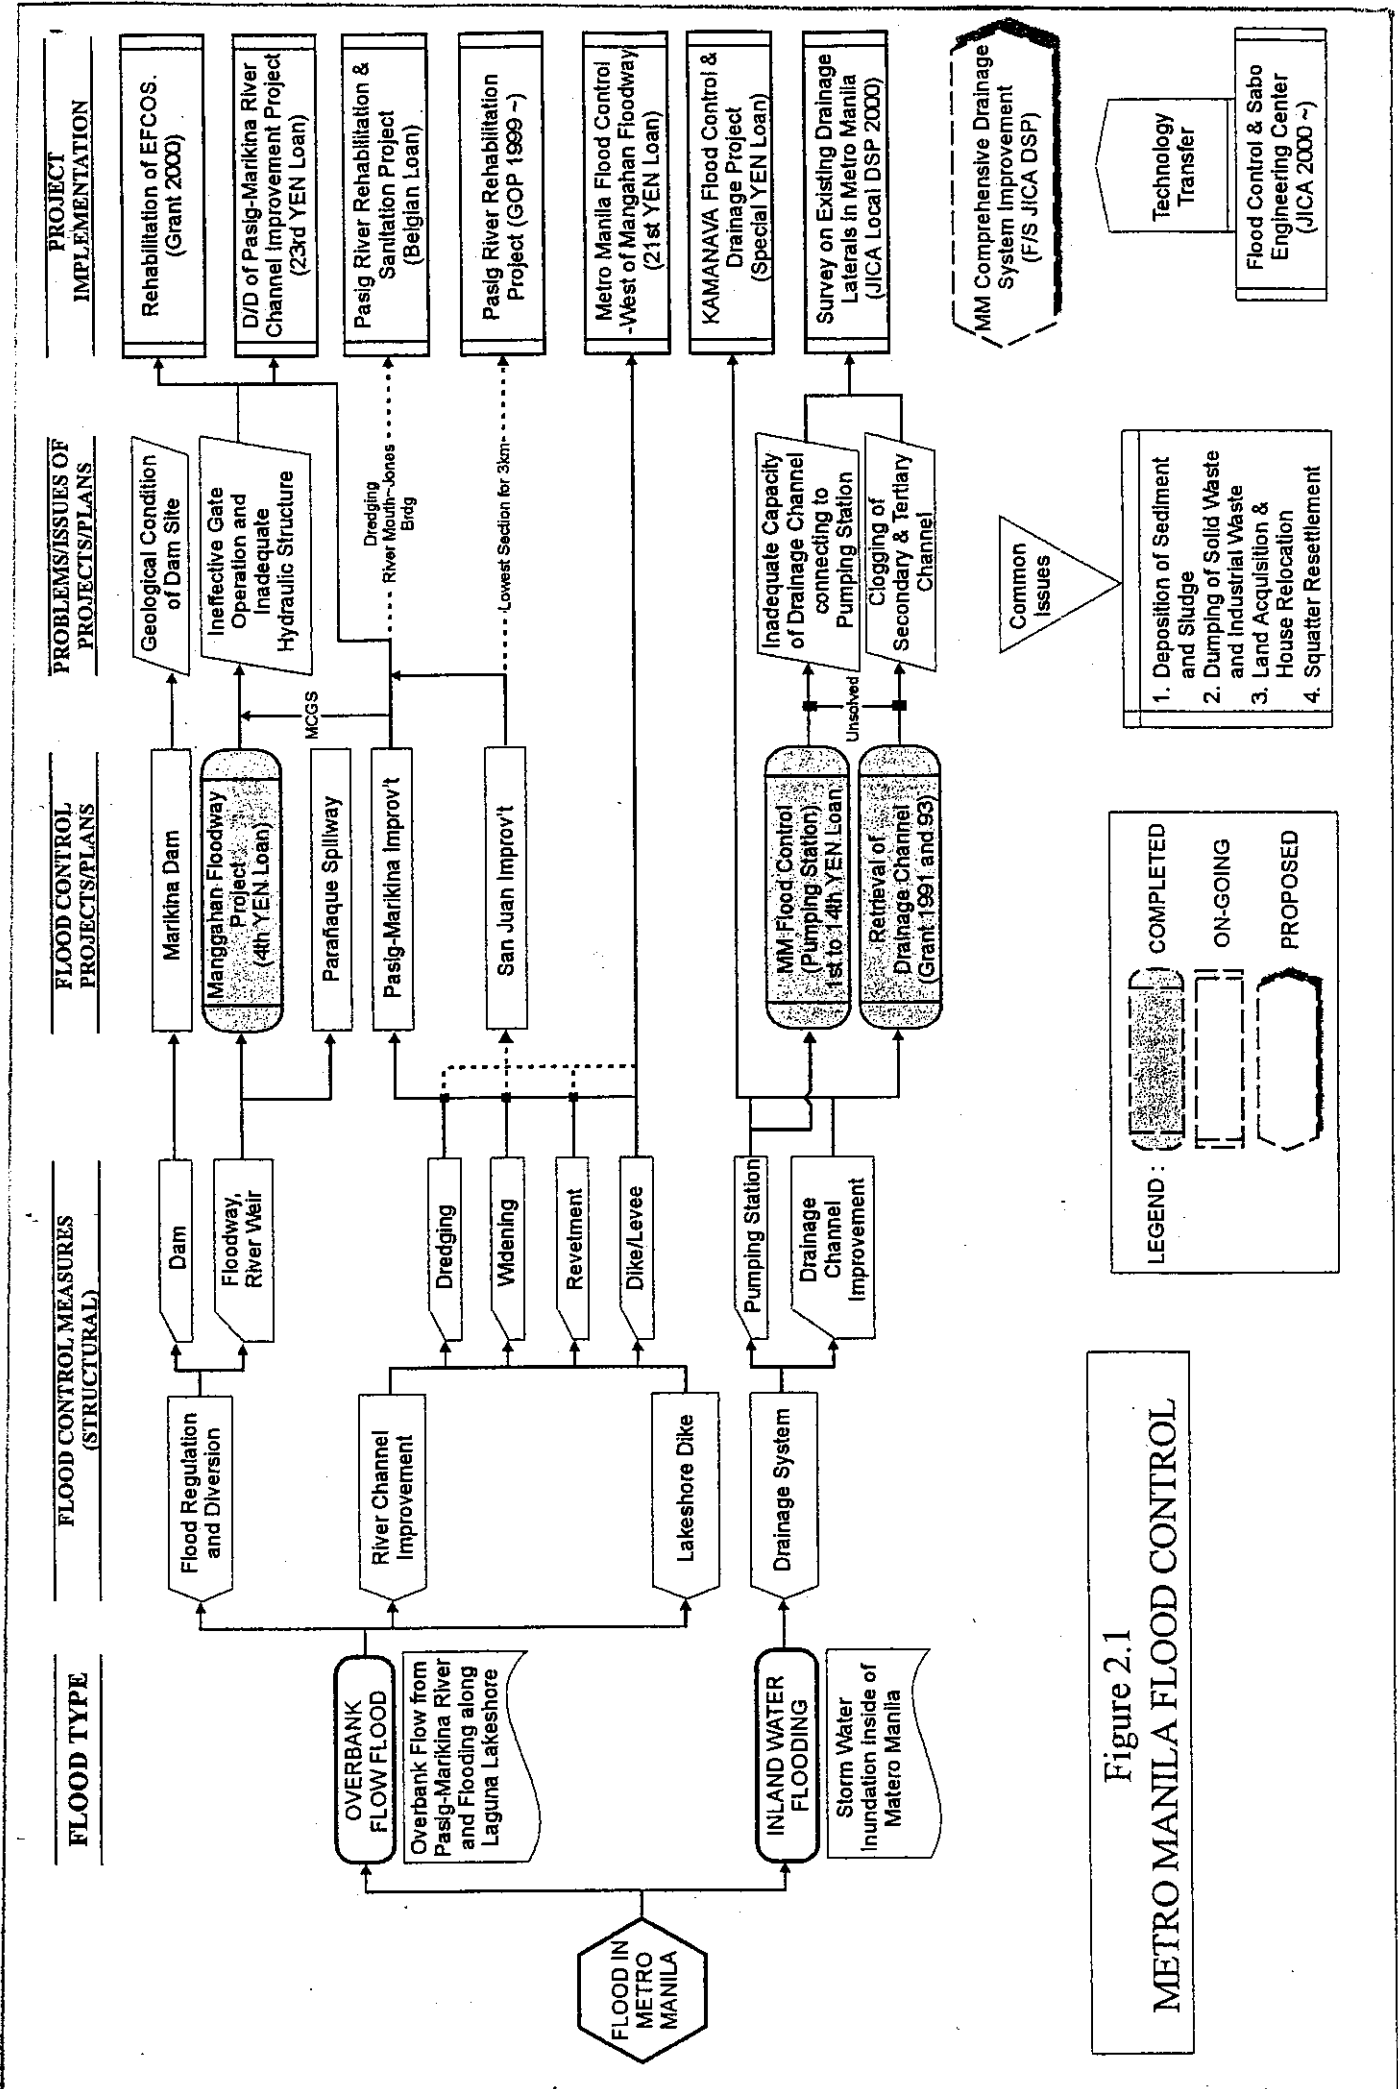 FLOOD TYPE
FLOOD CONTROL MEASURES
(STRUCTURAL)
FLOOD CONTROL
PROJECTS/PLANS
PROBLEMS/ISSUES OF
PROJECTS/PLANS
PROJECT
IMPLEMENTATION
FLOOD IN
METRO
MANILA
OVERBANK
FLOW FLOOD
Overbank Flow from
Pasig-Marikina River
and Flooding along
Laguna Lakeshore
INLAND WATER
FLOODING
Storm Water
Inundation inside of
Matero Manila
Flood Regulation
and Diversion
River Channel
Improvement
Lakeshore Dike
Drainage System
Dam
Floodway,
River Weir
Dredging
Widening
Revetment
Dike/Levee
Pumping Station
Drainage
Channel
Improvement
Marikina Dam
Manggahan Floodway
Project
(4th YEN Loan)
Parañaque Spillway
Pasig-Marikina Improv't
San Juan Improv't
MM Flood Control
(Pumping Station)
1st to 14th YEN Loan
Retrieval of
Drainage Channel
(Grant 1991 and 93)
MCGS
Unsolved
Geological Condition
of Dam Site
Ineffective Gate
Operation and
Inadequate
Hydraulic Structure
Dredging
River Mouth~Jones
Brdg
Lowest Section for 3km
Inadequate Capacity
of Drainage Channel
connecting to
Pumping Station
Clogging of
Secondary & Tertiary
Channel
Rehabilitation of EFCOS.
(Grant 2000)
D/D of Pasig-Marikina River
Channel Improvement Project
(23rd YEN Loan)
Pasig River Rehabilitation &
Sanitation Project
(Belgian Loan)
Pasig River Rehabilitation
Project (GOP 1999 ~)
Metro Manila Flood Control
-West of Mangahan Floodway
(21st YEN Loan)
KAMANAVA Flood Control &
Drainage Project
(Special YEN Loan)
Survey on Existing Drainage
Laterals in Metro Manila
(JICA Local DSP 2000)
MM Comprehensive Drainage
System Improvement
(F/S JICA DSP)
Common
Issues
1. Deposition of Sediment
and Sludge
2. Dumping of Solid Waste
and Industrial Waste
3. Land Acquisition &
House Relocation
4. Squatter Resettlement
Technology
Transfer
Flood Control & Sabo
Engineering Center
(JICA 2000 ~)
LEGEND :
COMPLETED
ON-GOING
PROPOSED
Figure 2.1
METRO MANILA FLOOD CONTROL